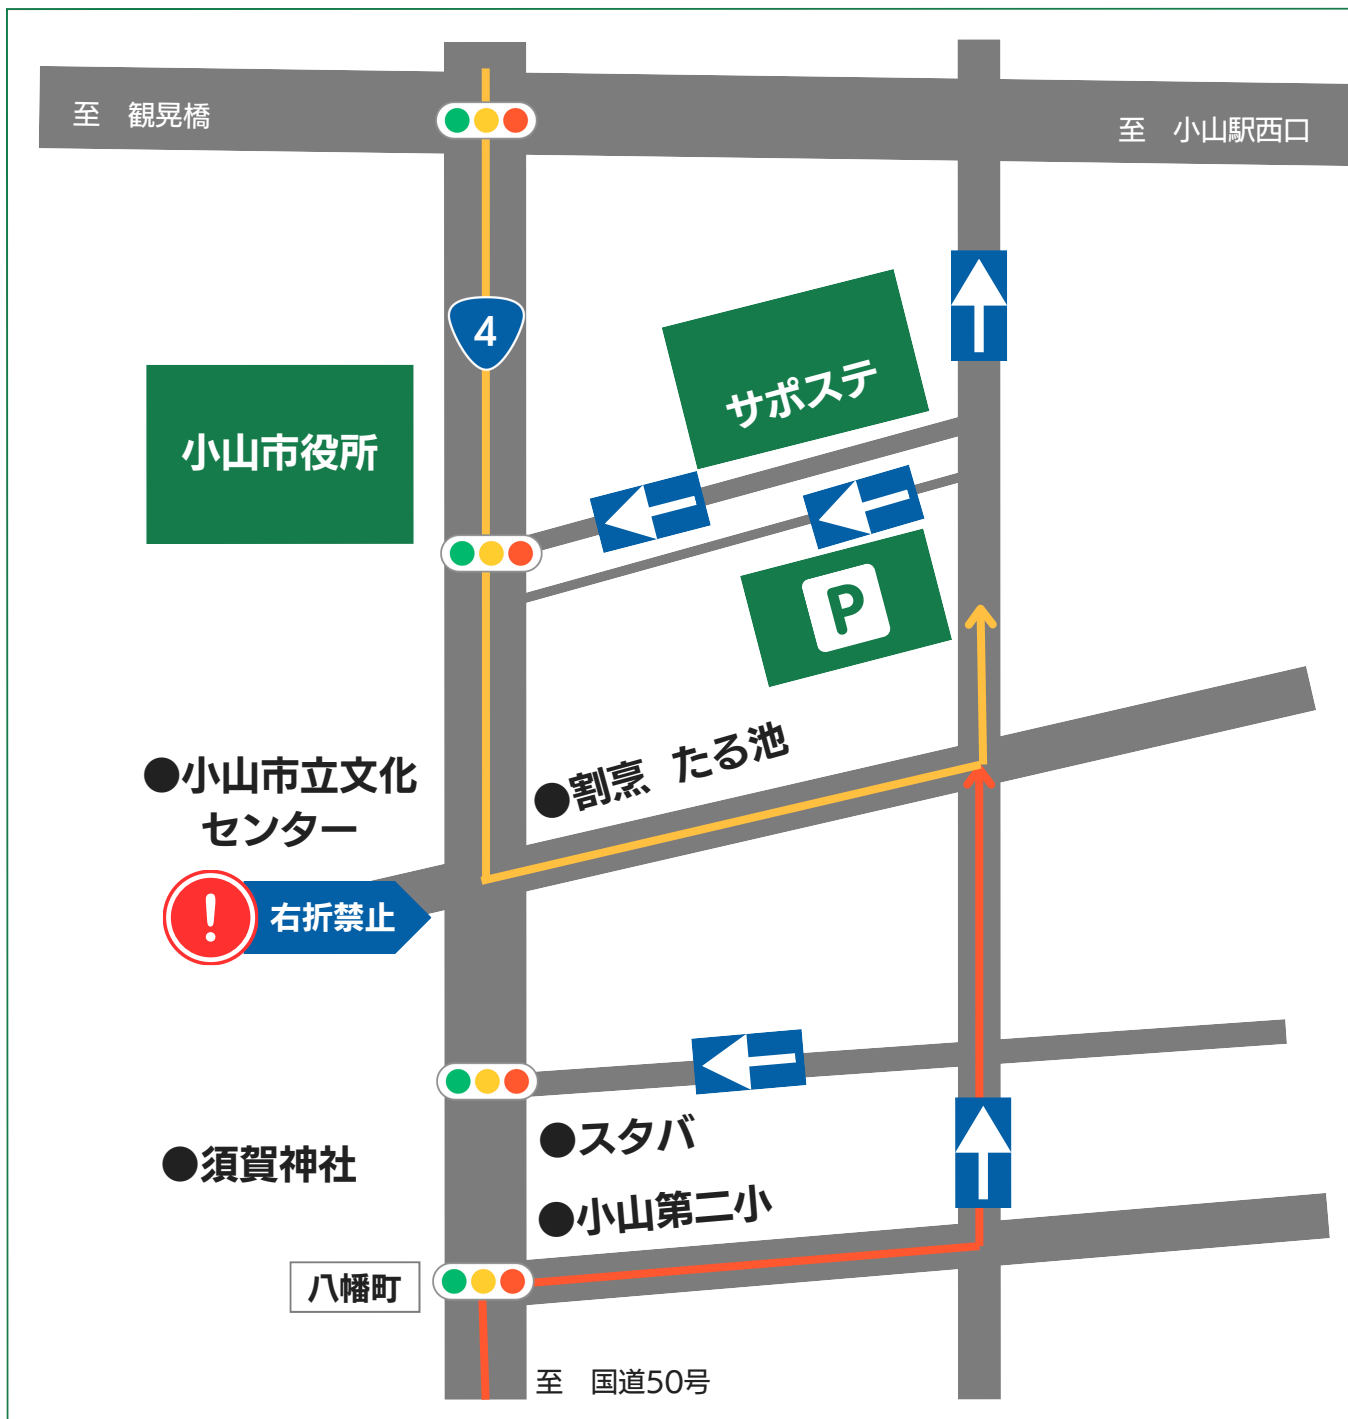 至　観晃橋
至　小山駅西口
4
サポステ
小山市役所
P
●割烹 たる池
●小山市立文化
センター
! 右折禁止
●スタバ
●須賀神社
●小山第二小
八幡町
至　国道50号